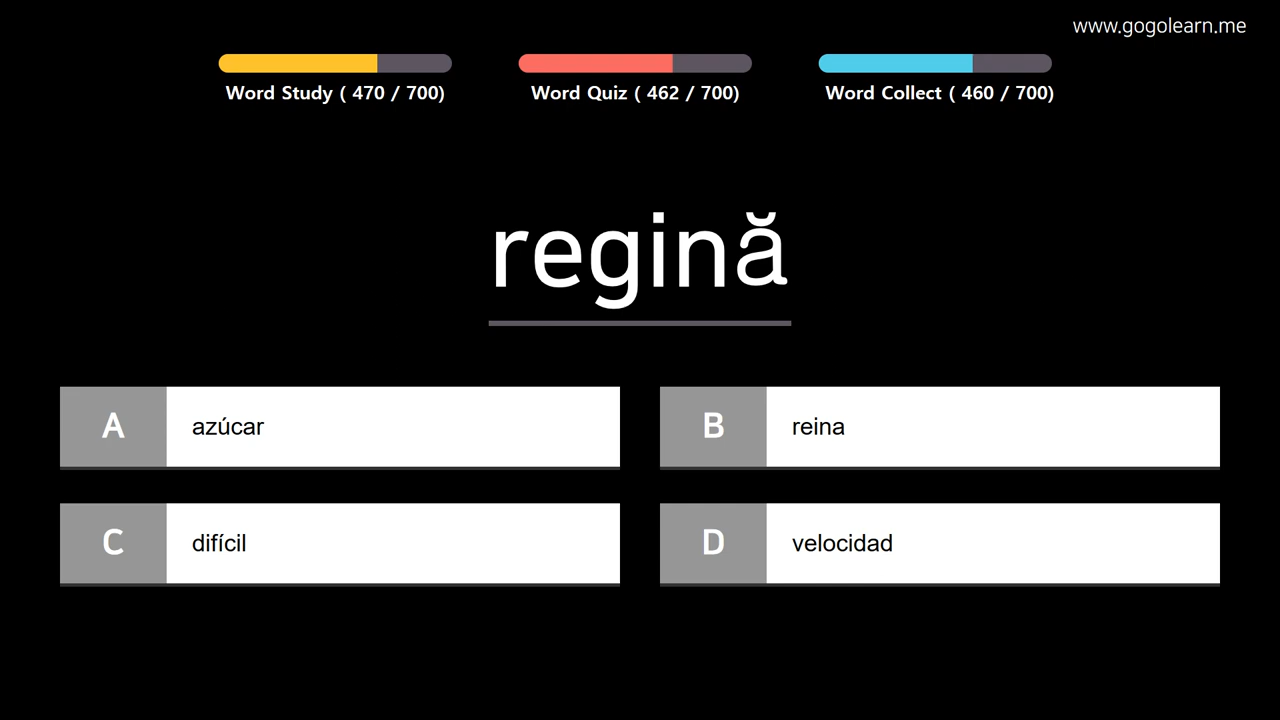 www.gogolearn.me
Word Study ( 470 / 700)
Word Quiz ( 462 / 700)
Word Collect ( 460 / 700)
regină
A
azúcar
B
reina
C
difícil
D
velocidad